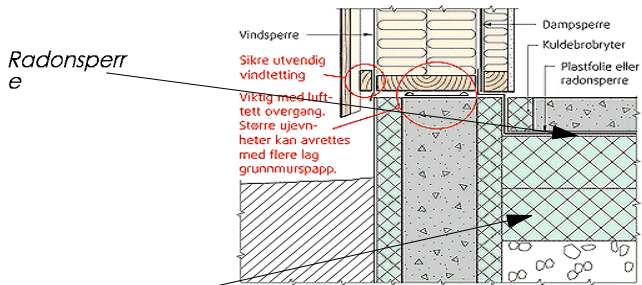 Radonsperr
e
Vindsperre
Sikre utvendig
vindtetting
Viktig med luft-
tett overgang.
Større ujevn-
heter kan avrettes
med flere lag
grunnmurspapp.
Dampsperre
Kuldebrobryter
Plastfolie eller
radonsperre